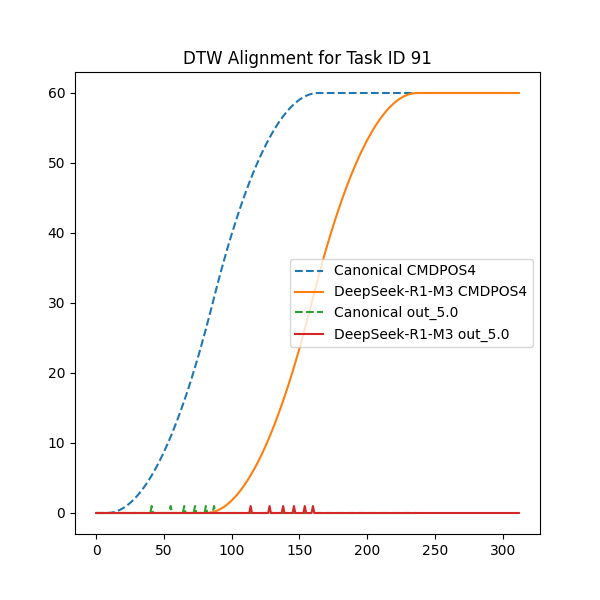 DTW Alignment for Task ID 91
60
50
40
30
20
10
0
Canonical CMDPOS4
DeepSeek-R1-M3 CMDPOS4
Canonical out_5.0
DeepSeek-R1-M3 out_5.0
0 50 100 150 200 250 300